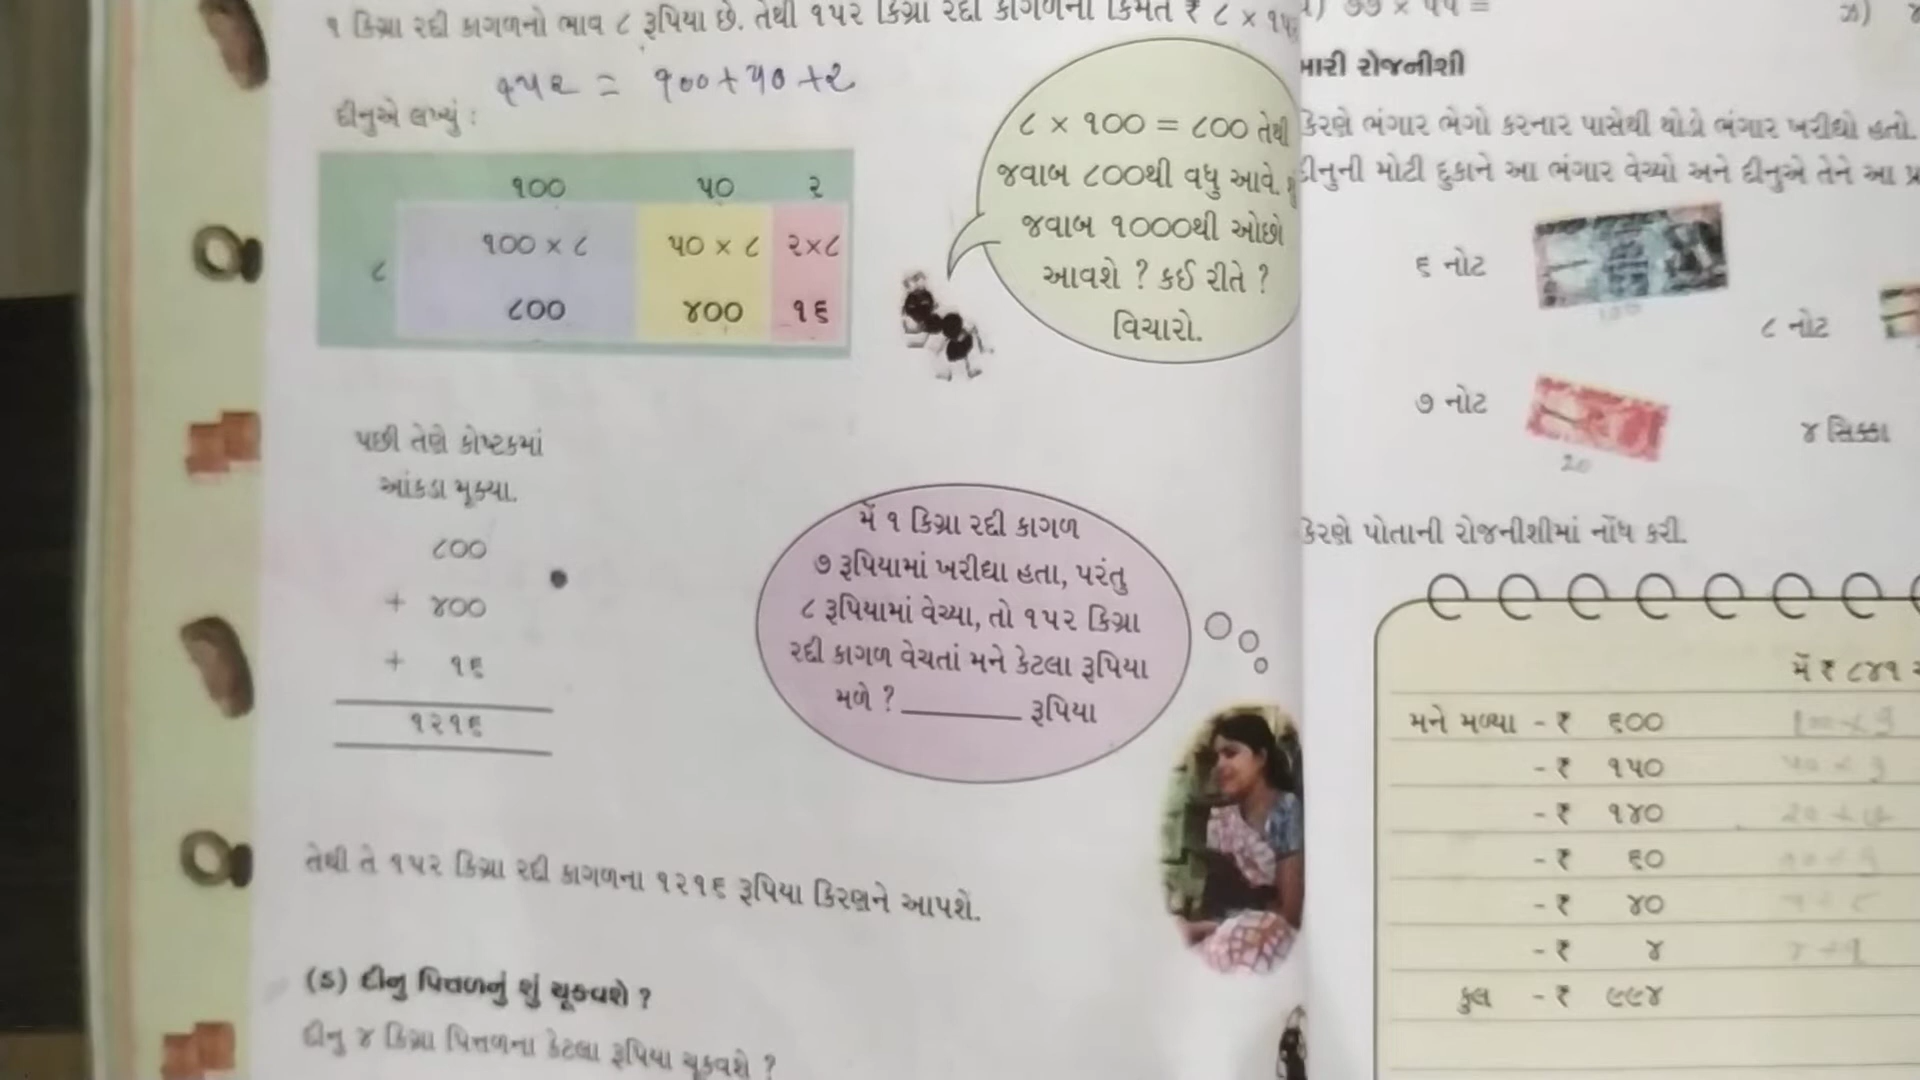 ૧ કિગ્રા રદ્દી કાગળનો ભાવ ૮ રૂપિયા છે. તેથી ૧૫૨ કિગ્રા રદ્દી કાગળની કિંમત ₹ ૮ ×
૧૫૨ = ૧૦૦+૫૦+૨
દીનુએ લખ્યું :
૧૦૦ ૫૦ ૨
૮ ૧૦૦ × ૮ ૫૦ × ૮ ૨×૮
૮૦૦ ૪૦૦ ૧૬
૮ × ૧૦૦ = ૮૦૦ તેથી
જવાબ ૮૦૦થી વધુ આવે.
જવાબ ૧૦૦૦થી ઓછો
આવશે ? કઈ રીતે ?
વિચારો.
પછી તેણે કોષ્ટકમાં
આંકડા મૂક્યા.
૮૦૦
+ ૪૦૦
+ ૧૬
૧૨૧૬
મેં ૧ કિગ્રા રદ્દી કાગળ
૭ રૂપિયામાં ખરીદ્યા હતા, પરંતુ
૮ રૂપિયામાં વેચ્યા, તો ૧૫૨ કિગ્રા
રદ્દી કાગળ વેચતાં મને કેટલા રૂપિયા
મળે ? ________ રૂપિયા
તેથી તે ૧૫૨ કિગ્રા રદ્દી કાગળના ૧૨૧૬ રૂપિયા કિરણને આપશે.
(ડ) દીનુ પિત્તળનું શું ચૂકવશે ?
દીનુ ૪ કિગ્રા પિત્તળના કેટલા રૂપિયા ચૂકવશે ?
૭૭ × ૫૫ =
મારી રોજનીશી
કિરણે ભંગાર ભેગો કરનાર પાસેથી થોડો ભંગાર ખરીદ્યો હતો.
દીનુની મોટી દુકાને આ ભંગાર વેચ્યો અને દીનુએ તેને આ
૬ નોટ
૮ નોટ
૭ નોટ
20
૪ સિક્કા
કિરણે પોતાની રોજનીશીમાં નોંધ કરી.
મેં ₹ ૮૪૧
મને મળ્યા - ₹ ૬૦૦
- ₹ ૧૫૦
- ₹ ૧૪૦
- ₹ ૬૦
- ₹ ૪૦
- ₹ ૪
કુલ - ₹ ૯૯૪